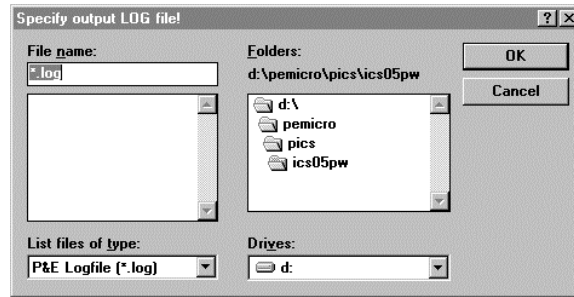 Specify output LOG file!
File name:
*.log
Folders:
d:\pemicro\pics\ics05pw
d:\
pemicro
pics
ics05pw
OK
Cancel
List files of type:
P&E Logfile (*.log)
Drives:
d: